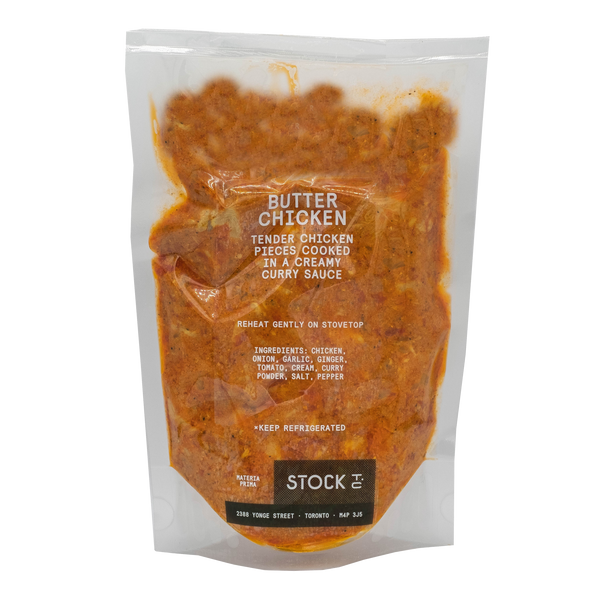 BUTTER
CHICKEN
TENDER CHICKEN
PIECES COOKED
IN A CREAMY
CURRY SAUCE
REHEAT GENTLY ON STOVETOP
INGREDIENTS: CHICKEN,
ONION, GARLIC, GINGER,
TOMATO, CREAM, CURRY
POWDER, SALT, PEPPER
*KEEP REFRIGERATED
MATERIA
PRIMA
STOCK
T.O
2388 YONGE STREET · TORONTO · M4P 3J5